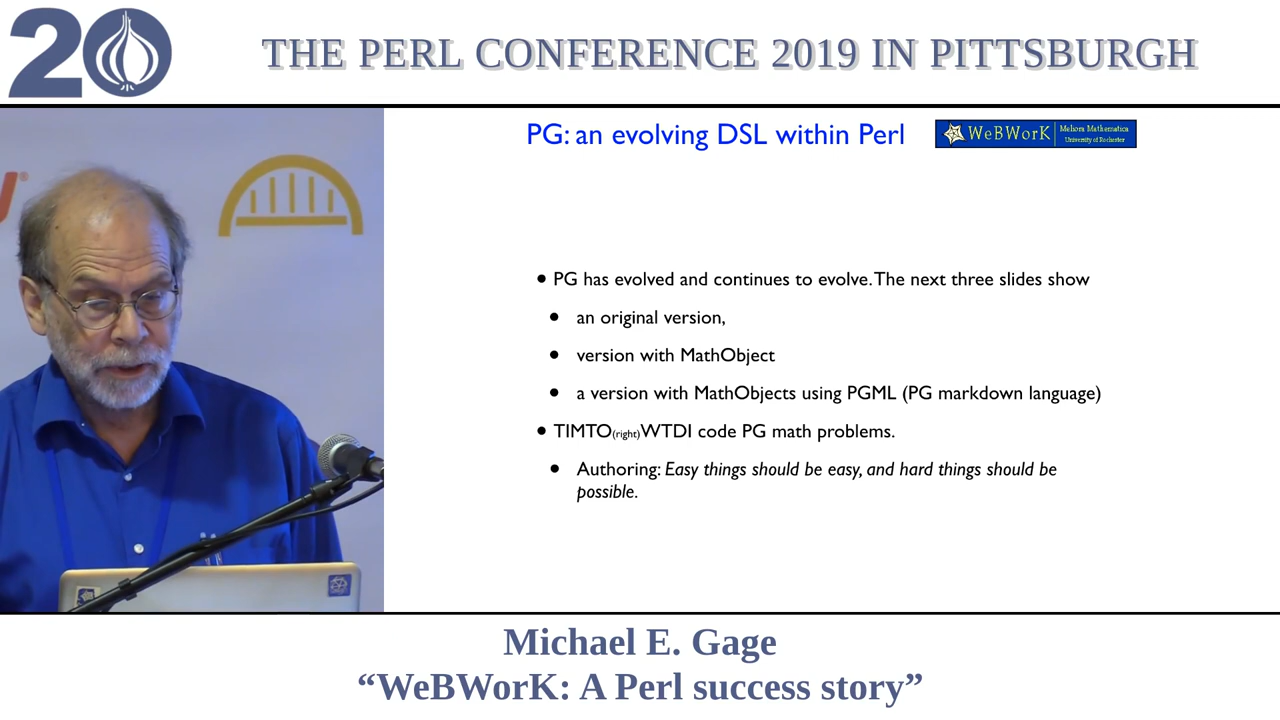 20
THE PERL CONFERENCE 2019 IN PITTSBURGH
PG: an evolving DSL within Perl
WeBWorK
Meliora Mathematica
University of Rochester
• PG has evolved and continues to evolve. The next three slides show
• an original version,
• version with MathObject
• a version with MathObjects using PGML (PG markdown language)
• TIMTO(right)WTDI code PG math problems.
• Authoring: Easy things should be easy, and hard things should be
possible.
Michael E. Gage
“WeBWorK: A Perl success story”